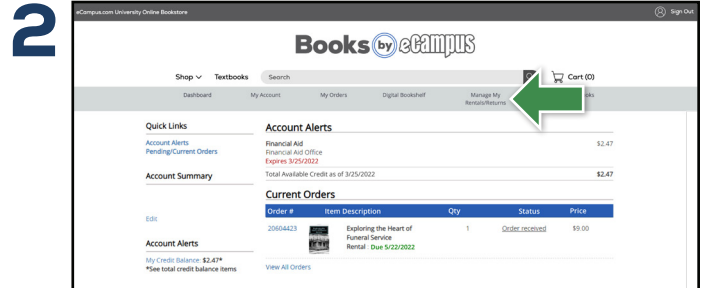 2
eCampus.com University Online Bookstore Sign Out
Books by eCampus
Shop Textbooks Search Cart (0)
Dashboard My Account My Orders Digital Bookshelf Manage My
Rentals/Returns
Quick Links
Account Alerts
Pending/Current Orders
Account Summary
Edit
Account Alerts
My Credit Balance: $2.47*
*See total credit balance items
Account Alerts
Financial Aid $2.47
Financial Aid Office
Expires 3/25/2022
Total Available Credit as of 3/25/2022 $2.47
Current Orders
Order # Item Description Qty Status Price
20604423 Exploring the Heart of 1 Order received $9.00
Funeral Service
Rental : Due 5/22/2022
View All Orders